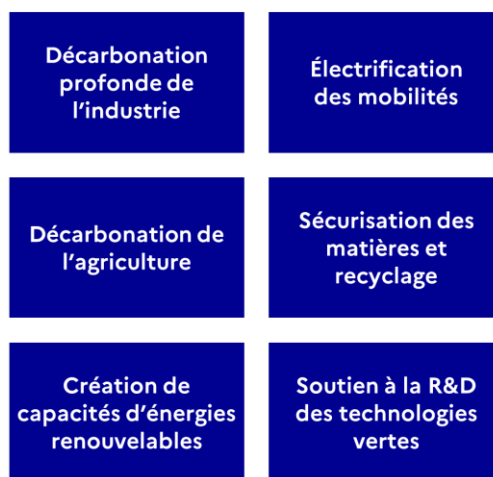 Décarbonation
profonde de
l’industrie
Électrification
des mobilités
Décarbonation de
l’agriculture
Sécurisation des
matières et
recyclage
Création de
capacités d’énergies
renouvelables
Soutien à la R&D
des technologies
vertes